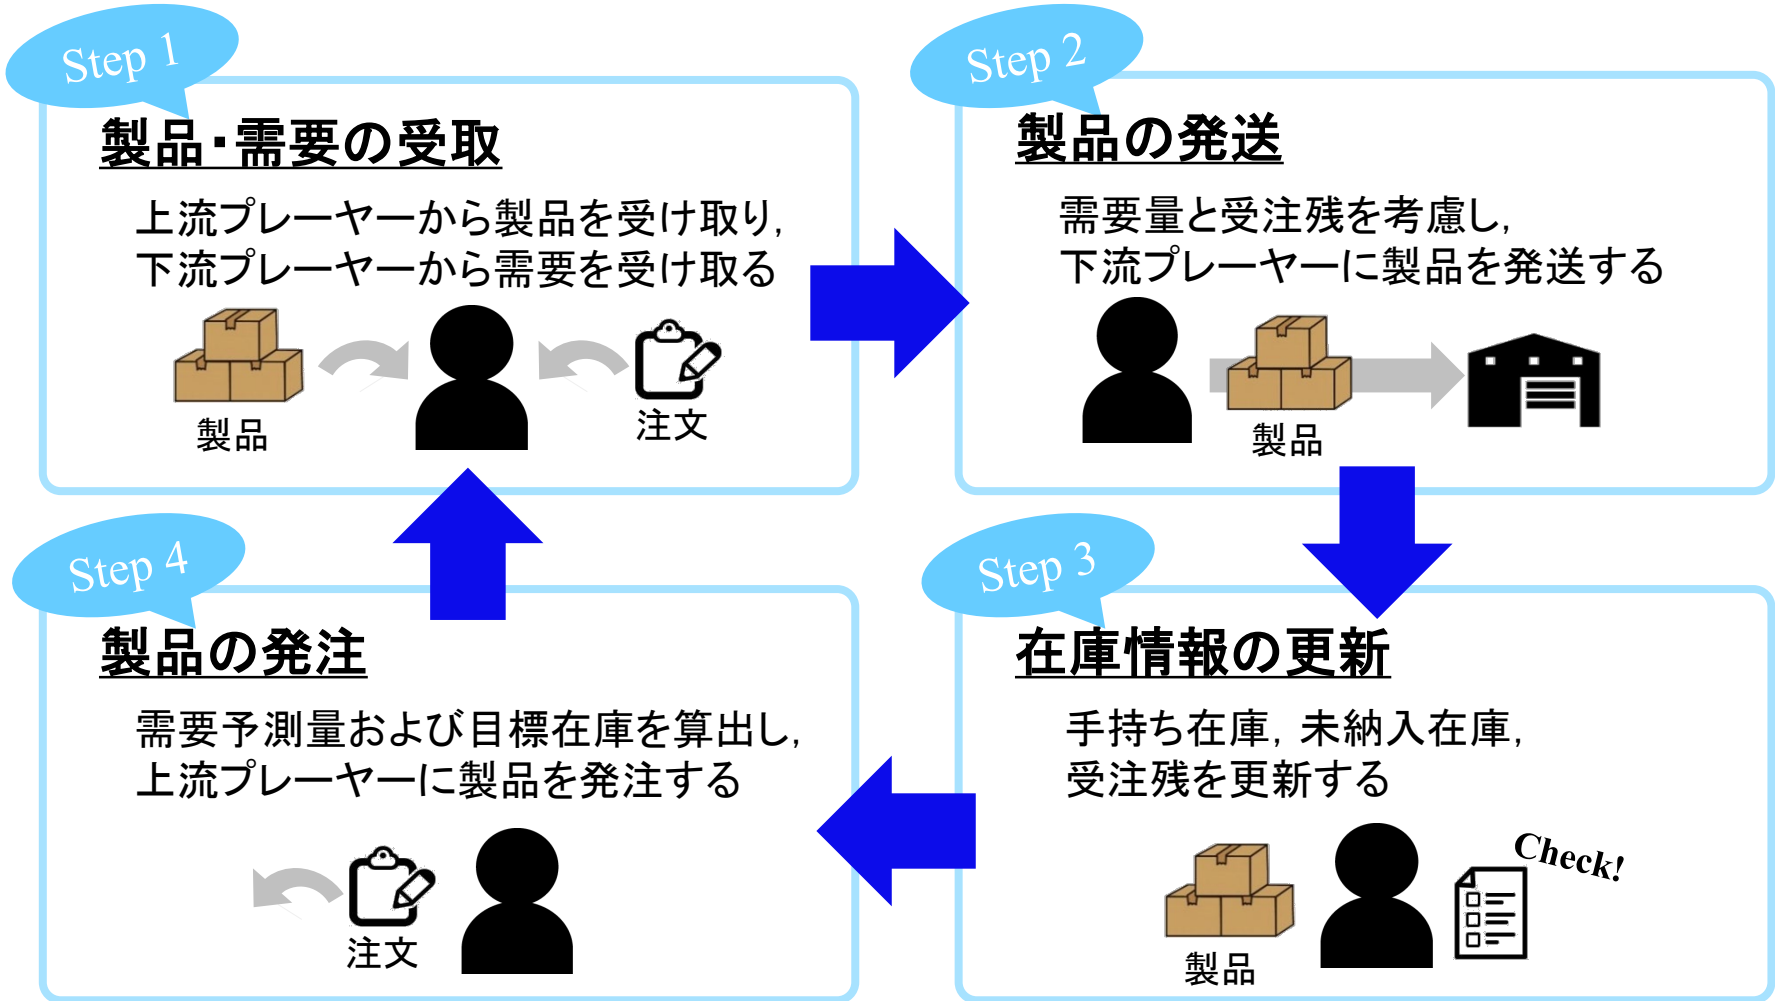 Step 1
製品・需要の受取
上流プレーヤーから製品を受け取り,
下流プレーヤーから需要を受け取る
製品
注文
Step 2
製品の発送
需要量と受注残を考慮し,
下流プレーヤーに製品を発送する
製品
Step 3
在庫情報の更新
手持ち在庫, 未納入在庫,
受注残を更新する
Check!
製品
Step 4
製品の発注
需要予測量および目標在庫を算出し,
上流プレーヤーに製品を発注する
注文